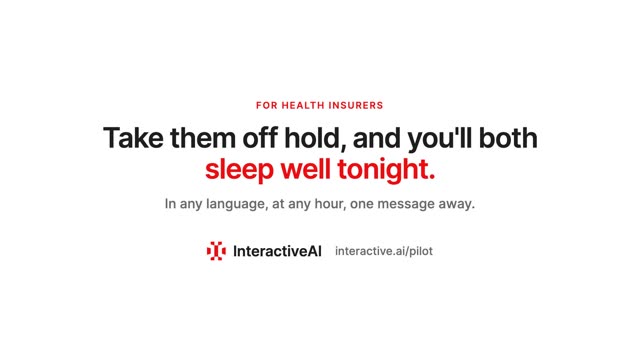 FOR HEALTH INSURERS
Take them off hold, and you'll both
sleep well tonight.
In any language, at any hour, one message away.
InteractiveAI interactive.ai/pilot